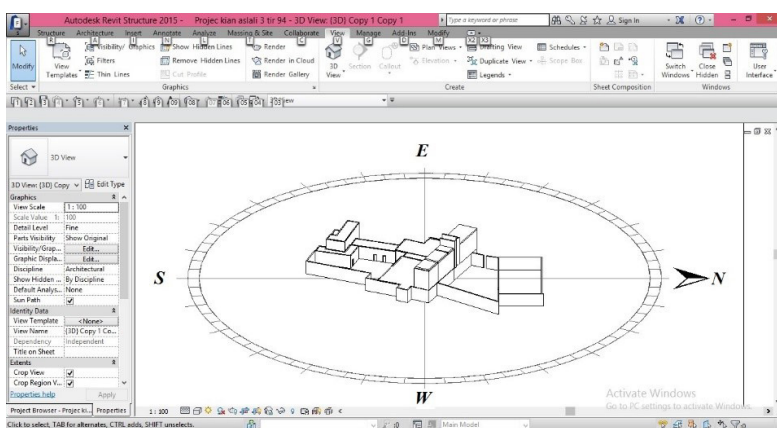 Autodesk Revit Structure 2015 - Projec kian aslali 3 tir 94 - 3D View: {3D} Copy 1 Copy 1
Type a keyword or phrase
Sign In
Structure Architecture Insert Annotate Analyze Massing & Site Collaborate View Manage Add-Ins Modify
Modify
View Templates
Visibility/ Graphics
Filters
Thin Lines
Show Hidden Lines
Remove Hidden Lines
Cut Profile
Render
Render in Cloud
Render Gallery
3D View
Section
Callout
Plan Views
Elevation
Drafting View
Duplicate View
Legends
Schedules
Scope Box
Switch Windows
Close Hidden
User Interface
Select
Graphics
Create
Sheet Composition
Windows
Properties
3D View
3D View: {3D} Copy
Edit Type
Graphics
View Scale 1 : 100
Scale Value 1: 100
Detail Level Fine
Parts Visibility Show Original
Visibility/Grap... Edit...
Graphic Displa... Edit...
Discipline Architectural
Show Hidden ... By Discipline
Default Analys... None
Sun Path
Identity Data
View Template <None>
View Name {3D} Copy 1 Co...
Dependency Independent
Title on Sheet
Extents
Crop View
Crop Region V...
Properties help
Apply
Project Browser - Projec ki...
Properties
E
S
N
W
Activate Windows
Go to PC settings to activate Windows.
1 : 100
Click to select, TAB for alternates, CTRL adds, SHIFT unselects.
:0
Main Model